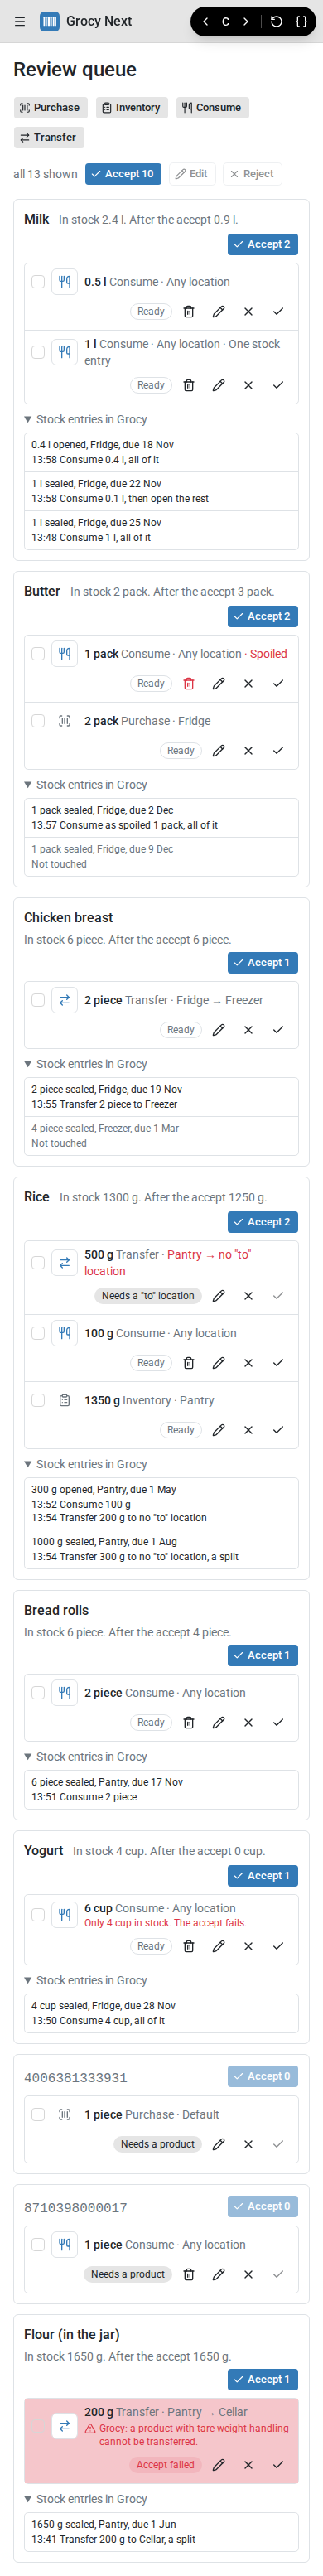 Grocy Next
C
Review queue
Purchase
Inventory
Consume
Transfer
all 13 shown
Accept 10
Edit
Reject
Milk In stock 2.4 l. After the accept 0.9 l.
Accept 2
0.5 l Consume · Any location
Ready
1 l Consume · Any location · One stock
entry
Ready
▼ Stock entries in Grocy
0.4 l opened, Fridge, due 18 Nov
13:58 Consume 0.4 l, all of it
1 l sealed, Fridge, due 22 Nov
13:58 Consume 0.1 l, then open the rest
1 l sealed, Fridge, due 25 Nov
13:48 Consume 1 l, all of it
Butter In stock 2 pack. After the accept 3 pack.
Accept 2
1 pack Consume · Any location · Spoiled
Ready
2 pack Purchase · Fridge
Ready
▼ Stock entries in Grocy
1 pack sealed, Fridge, due 2 Dec
13:57 Consume as spoiled 1 pack, all of it
1 pack sealed, Fridge, due 9 Dec
Not touched
Chicken breast
In stock 6 piece. After the accept 6 piece.
Accept 1
2 piece Transfer · Fridge → Freezer
Ready
▼ Stock entries in Grocy
2 piece sealed, Fridge, due 19 Nov
13:55 Transfer 2 piece to Freezer
4 piece sealed, Freezer, due 1 Mar
Not touched
Rice In stock 1300 g. After the accept 1250 g.
Accept 2
500 g Transfer · Pantry → no "to"
location
Needs a "to" location
100 g Consume · Any location
Ready
1350 g Inventory · Pantry
Ready
▼ Stock entries in Grocy
300 g opened, Pantry, due 1 May
13:52 Consume 100 g
13:54 Transfer 200 g to no "to" location
1000 g sealed, Pantry, due 1 Aug
13:54 Transfer 300 g to no "to" location, a split
Bread rolls
In stock 6 piece. After the accept 4 piece.
Accept 1
2 piece Consume · Any location
Ready
▼ Stock entries in Grocy
6 piece sealed, Pantry, due 17 Nov
13:51 Consume 2 piece
Yogurt In stock 4 cup. After the accept 0 cup.
Accept 1
6 cup Consume · Any location
Only 4 cup in stock. The accept fails.
Ready
▼ Stock entries in Grocy
4 cup sealed, Fridge, due 28 Nov
13:50 Consume 4 cup, all of it
4006381333931
Accept 0
1 piece Purchase · Default
Needs a product
8710398000017
Accept 0
1 piece Consume · Any location
Needs a product
Flour (in the jar)
In stock 1650 g. After the accept 1650 g.
Accept 1
200 g Transfer · Pantry → Cellar
Grocy: a product with tare weight handling
cannot be transferred.
Accept failed
▼ Stock entries in Grocy
1650 g sealed, Pantry, due 1 Jun
13:41 Transfer 200 g to Cellar, a split